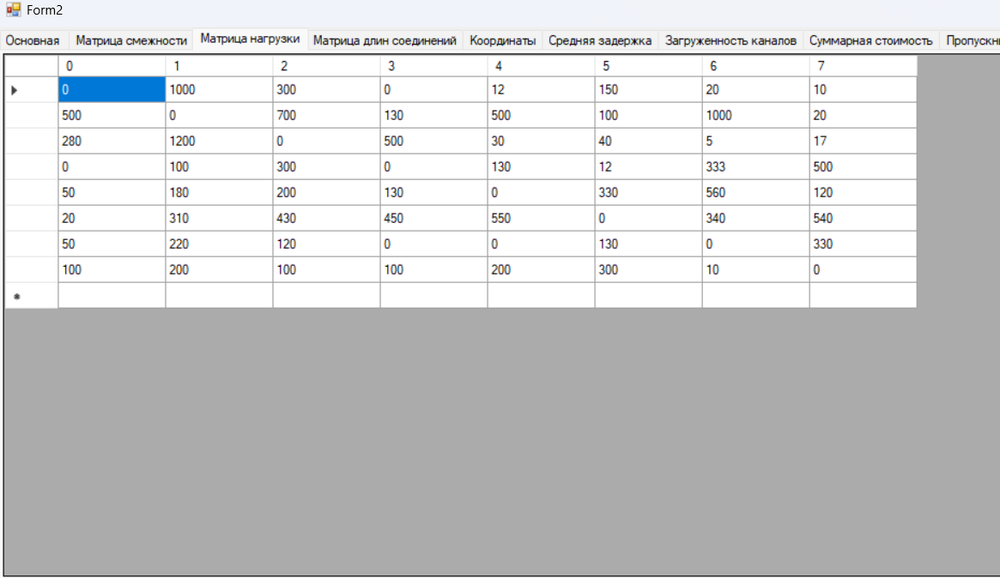 Form2
Основная Матрица смежности Матрица нагрузки Матрица длин соединений Координаты Средняя задержка Загруженность каналов Суммарная стоимость
0 1 2 3 4 5 6 7
0 1000 300 0 12 150 20 10
500 0 700 130 500 100 1000 20
280 1200 0 500 30 40 5 17
0 100 300 0 130 12 333 500
50 180 200 130 0 330 560 120
20 310 430 450 550 0 340 540
50 220 120 0 0 130 0 330
100 200 100 100 200 300 10 0